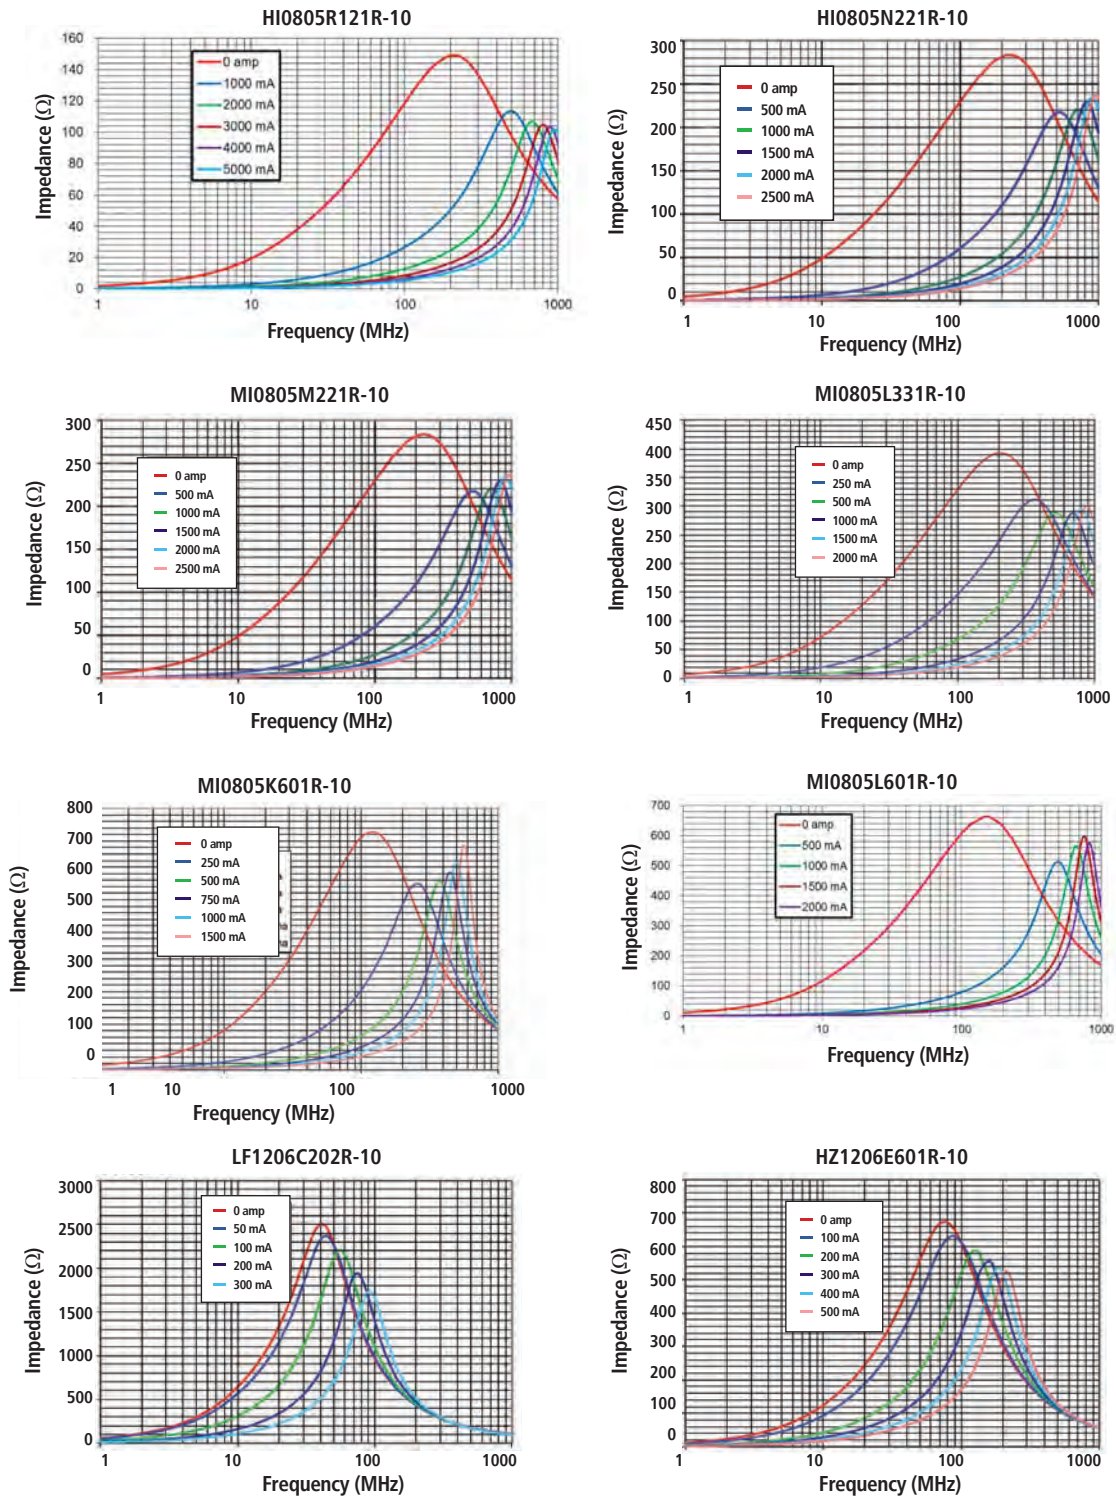 HI0805R121R-10
160
140
120
100
80
60
40
20
0
0 amp
1000 mA
2000 mA
3000 mA
4000 mA
5000 mA
1
10
100
1000
Impedance (Ω)
Frequency (MHz)
HI0805N221R-10
300
250
200
150
100
50
0
0 amp
500 mA
1000 mA
1500 mA
2000 mA
2500 mA
1
10
100
1000
Impedance (Ω)
Frequency (MHz)
MI0805M221R-10
300
250
200
150
100
50
0
0 amp
500 mA
1000 mA
1500 mA
2000 mA
2500 mA
1
10
100
1000
Impedance (Ω)
Frequency (MHz)
MI0805L331R-10
450
400
350
300
250
200
150
100
50
0
0 amp
250 mA
500 mA
1000 mA
1500 mA
2000 mA
1
10
100
1000
Impedance (Ω)
Frequency (MHz)
MI0805K601R-10
800
700
600
500
400
300
200
100
0
0 amp
250 mA
500 mA
750 mA
1000 mA
1500 mA
1
10
100
1000
Impedance (Ω)
Frequency (MHz)
MI0805L601R-10
700
600
500
400
300
200
100
0
0 amp
500 mA
1000 mA
1500 mA
2000 mA
1
10
100
1000
Impedance (Ω)
Frequency (MHz)
LF1206C202R-10
3000
2500
2000
1500
1000
500
0
0 amp
50 mA
100 mA
200 mA
300 mA
1
10
100
1000
Impedance (Ω)
Frequency (MHz)
HZ1206E601R-10
800
700
600
500
400
300
200
100
0
0 amp
100 mA
200 mA
300 mA
400 mA
500 mA
1
10
100
1000
Impedance (Ω)
Frequency (MHz)